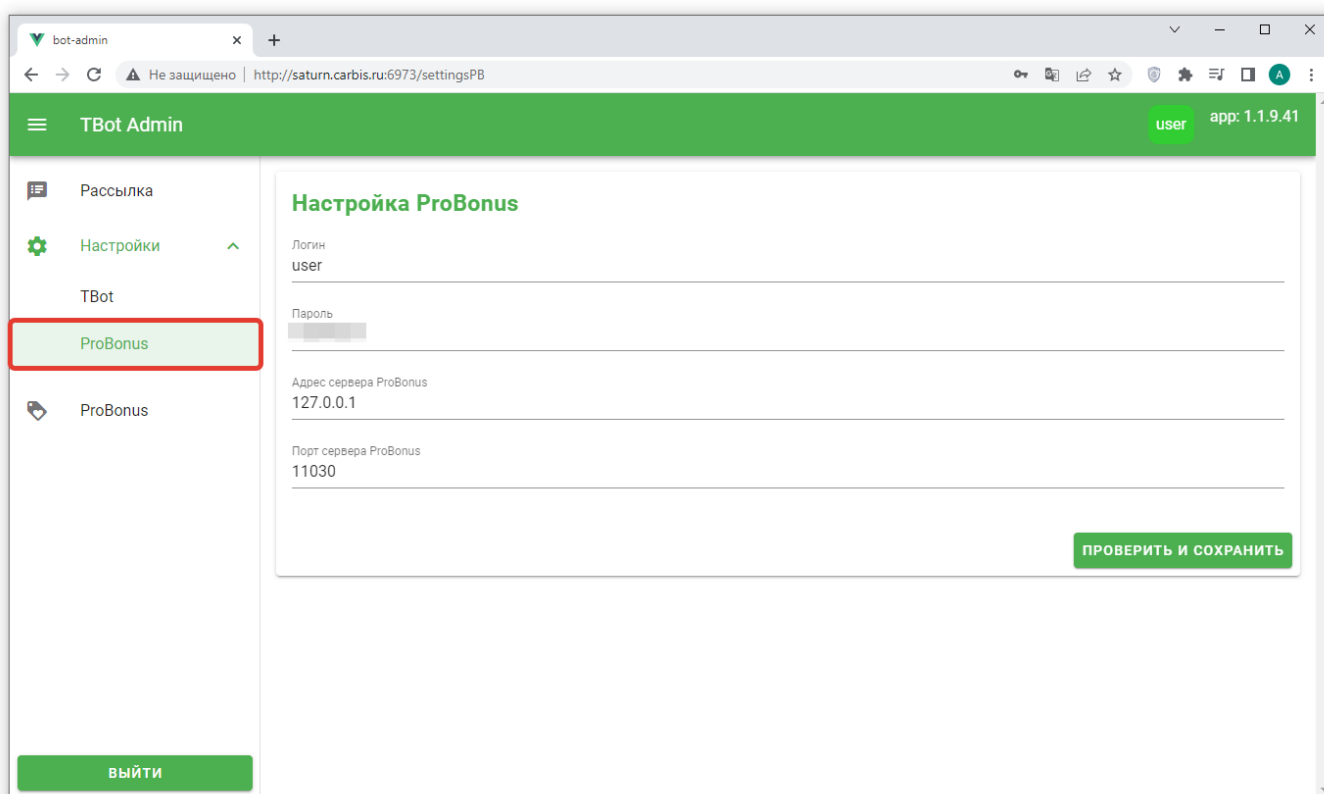 bot-admin
Не защищено http://saturn.carbis.ru:6973/settingsPB
A
TBot Admin
user
app: 1.1.9.41
Рассылка
Настройки
TBot
ProBonus
ProBonus
ВЫЙТИ
Настройка ProBonus
Логин
user
Пароль
Адрес сервера ProBonus
127.0.0.1
Порт сервера ProBonus
11030
ПРОВЕРИТЬ И СОХРАНИТЬ